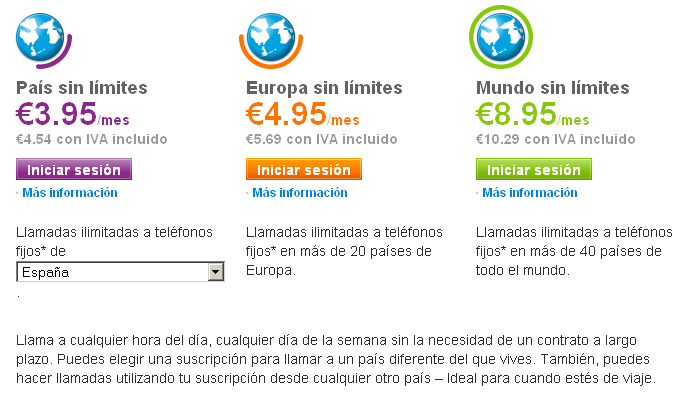 País sin límites
€3.95/mes
€4.54 con IVA incluido
Iniciar sesión
· Más información
Llamadas ilimitadas a teléfonos
fijos* de
España
.
Europa sin límites
€4.95/mes
€5.69 con IVA incluido
Iniciar sesión
· Más información
Llamadas ilimitadas a teléfonos
fijos* en más de 20 países de
Europa.
Mundo sin límites
€8.95/mes
€10.29 con IVA incluido
Iniciar sesión
· Más información
Llamadas ilimitadas a teléfonos
fijos* en más de 40 países de
todo el mundo.
Llama a cualquier hora del día, cualquier día de la semana sin la necesidad de un contrato a largo
plazo. Puedes elegir una suscripción para llamar a un país diferente del que vives. También, puedes
hacer llamadas utilizando tu suscripción desde cualquier otro país – Ideal para cuando estés de viaje.